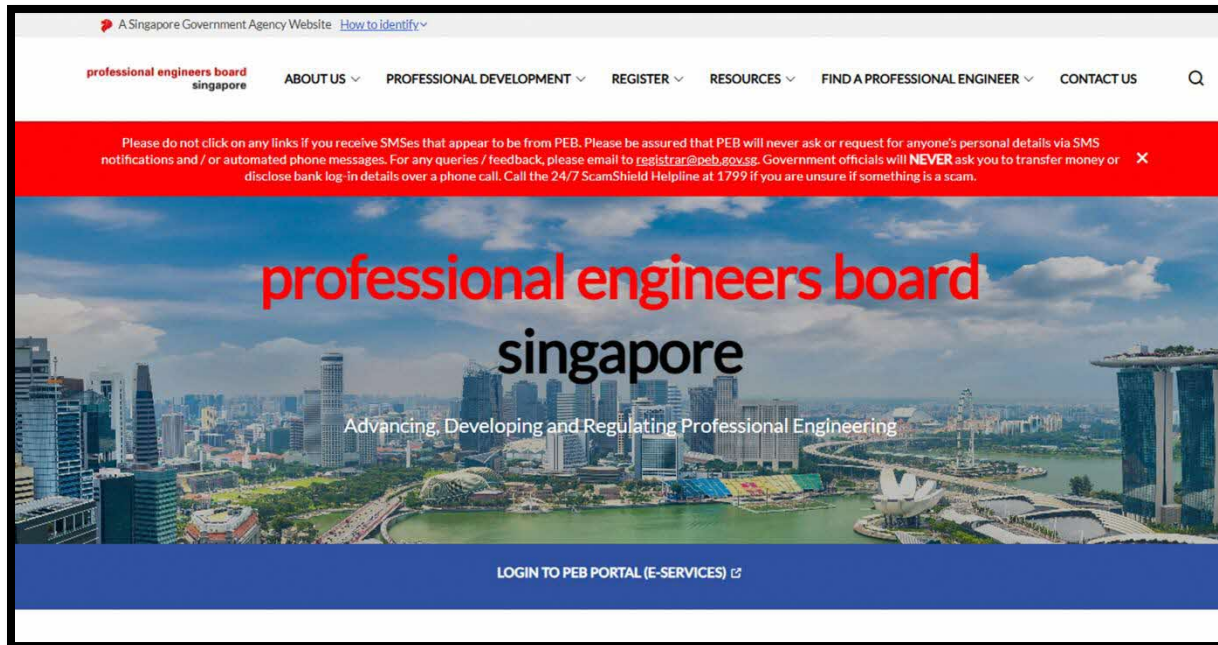 A Singapore Government Agency Website How to identify
professional engineers board
singapore
ABOUT US PROFESSIONAL DEVELOPMENT REGISTER RESOURCES FIND A PROFESSIONAL ENGINEER CONTACT US
Please do not click on any links if you receive SMSes that appear to be from PEB. Please be assured that PEB will never ask or request for anyone's personal details via SMS
notifications and / or automated phone messages. For any queries / feedback, please email to registrar@peb.gov.sg. Government officials will NEVER ask you to transfer money or
disclose bank log-in details over a phone call. Call the 24/7 ScamShield Helpline at 1799 if you are unsure if something is a scam.
professional engineers board
singapore
Advancing, Developing and Regulating Professional Engineering
LOGIN TO PEB PORTAL (E-SERVICES)